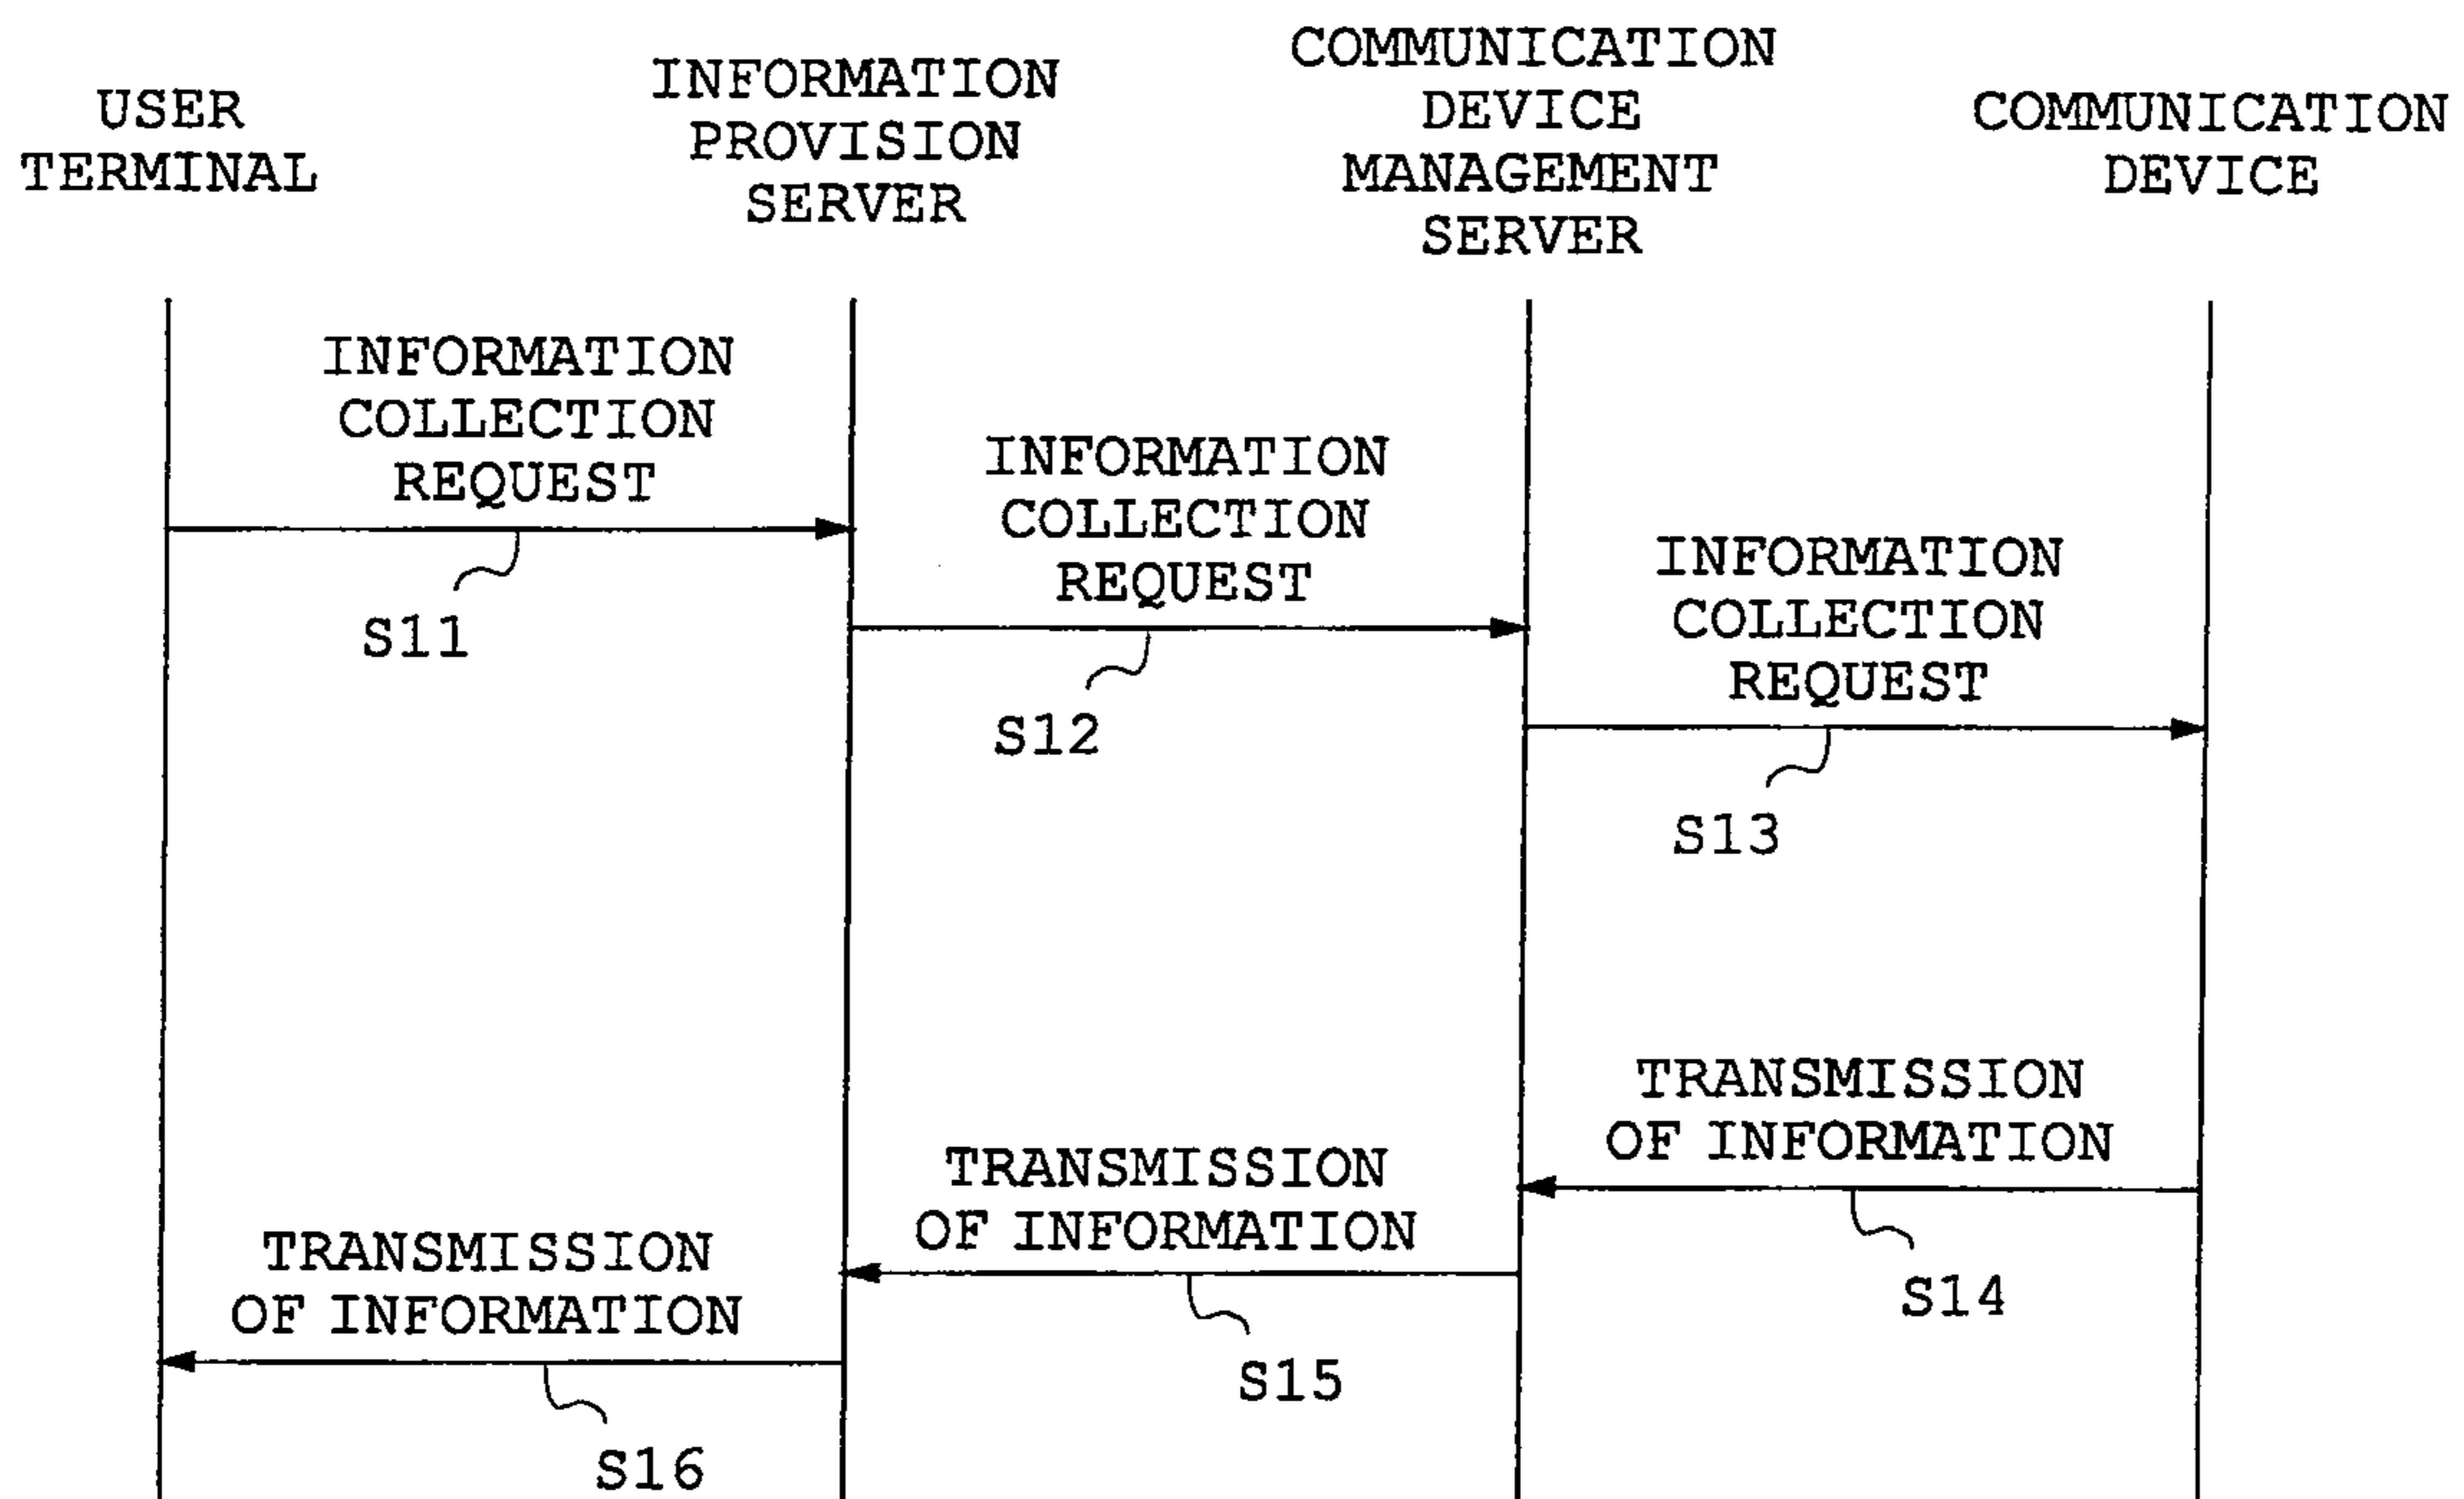 USER
TERMINAL
INFORMATION
PROVISION
SERVER
COMMUNICATION
DEVICE
MANAGEMENT
SERVER
COMMUNICATION
DEVICE
INFORMATION
COLLECTION
REQUEST
S11
INFORMATION
COLLECTION
REQUEST
S12
INFORMATION
COLLECTION
REQUEST
S13
TRANSMISSION
OF INFORMATION
S14
TRANSMISSION
OF INFORMATION
S15
TRANSMISSION
OF INFORMATION
S16